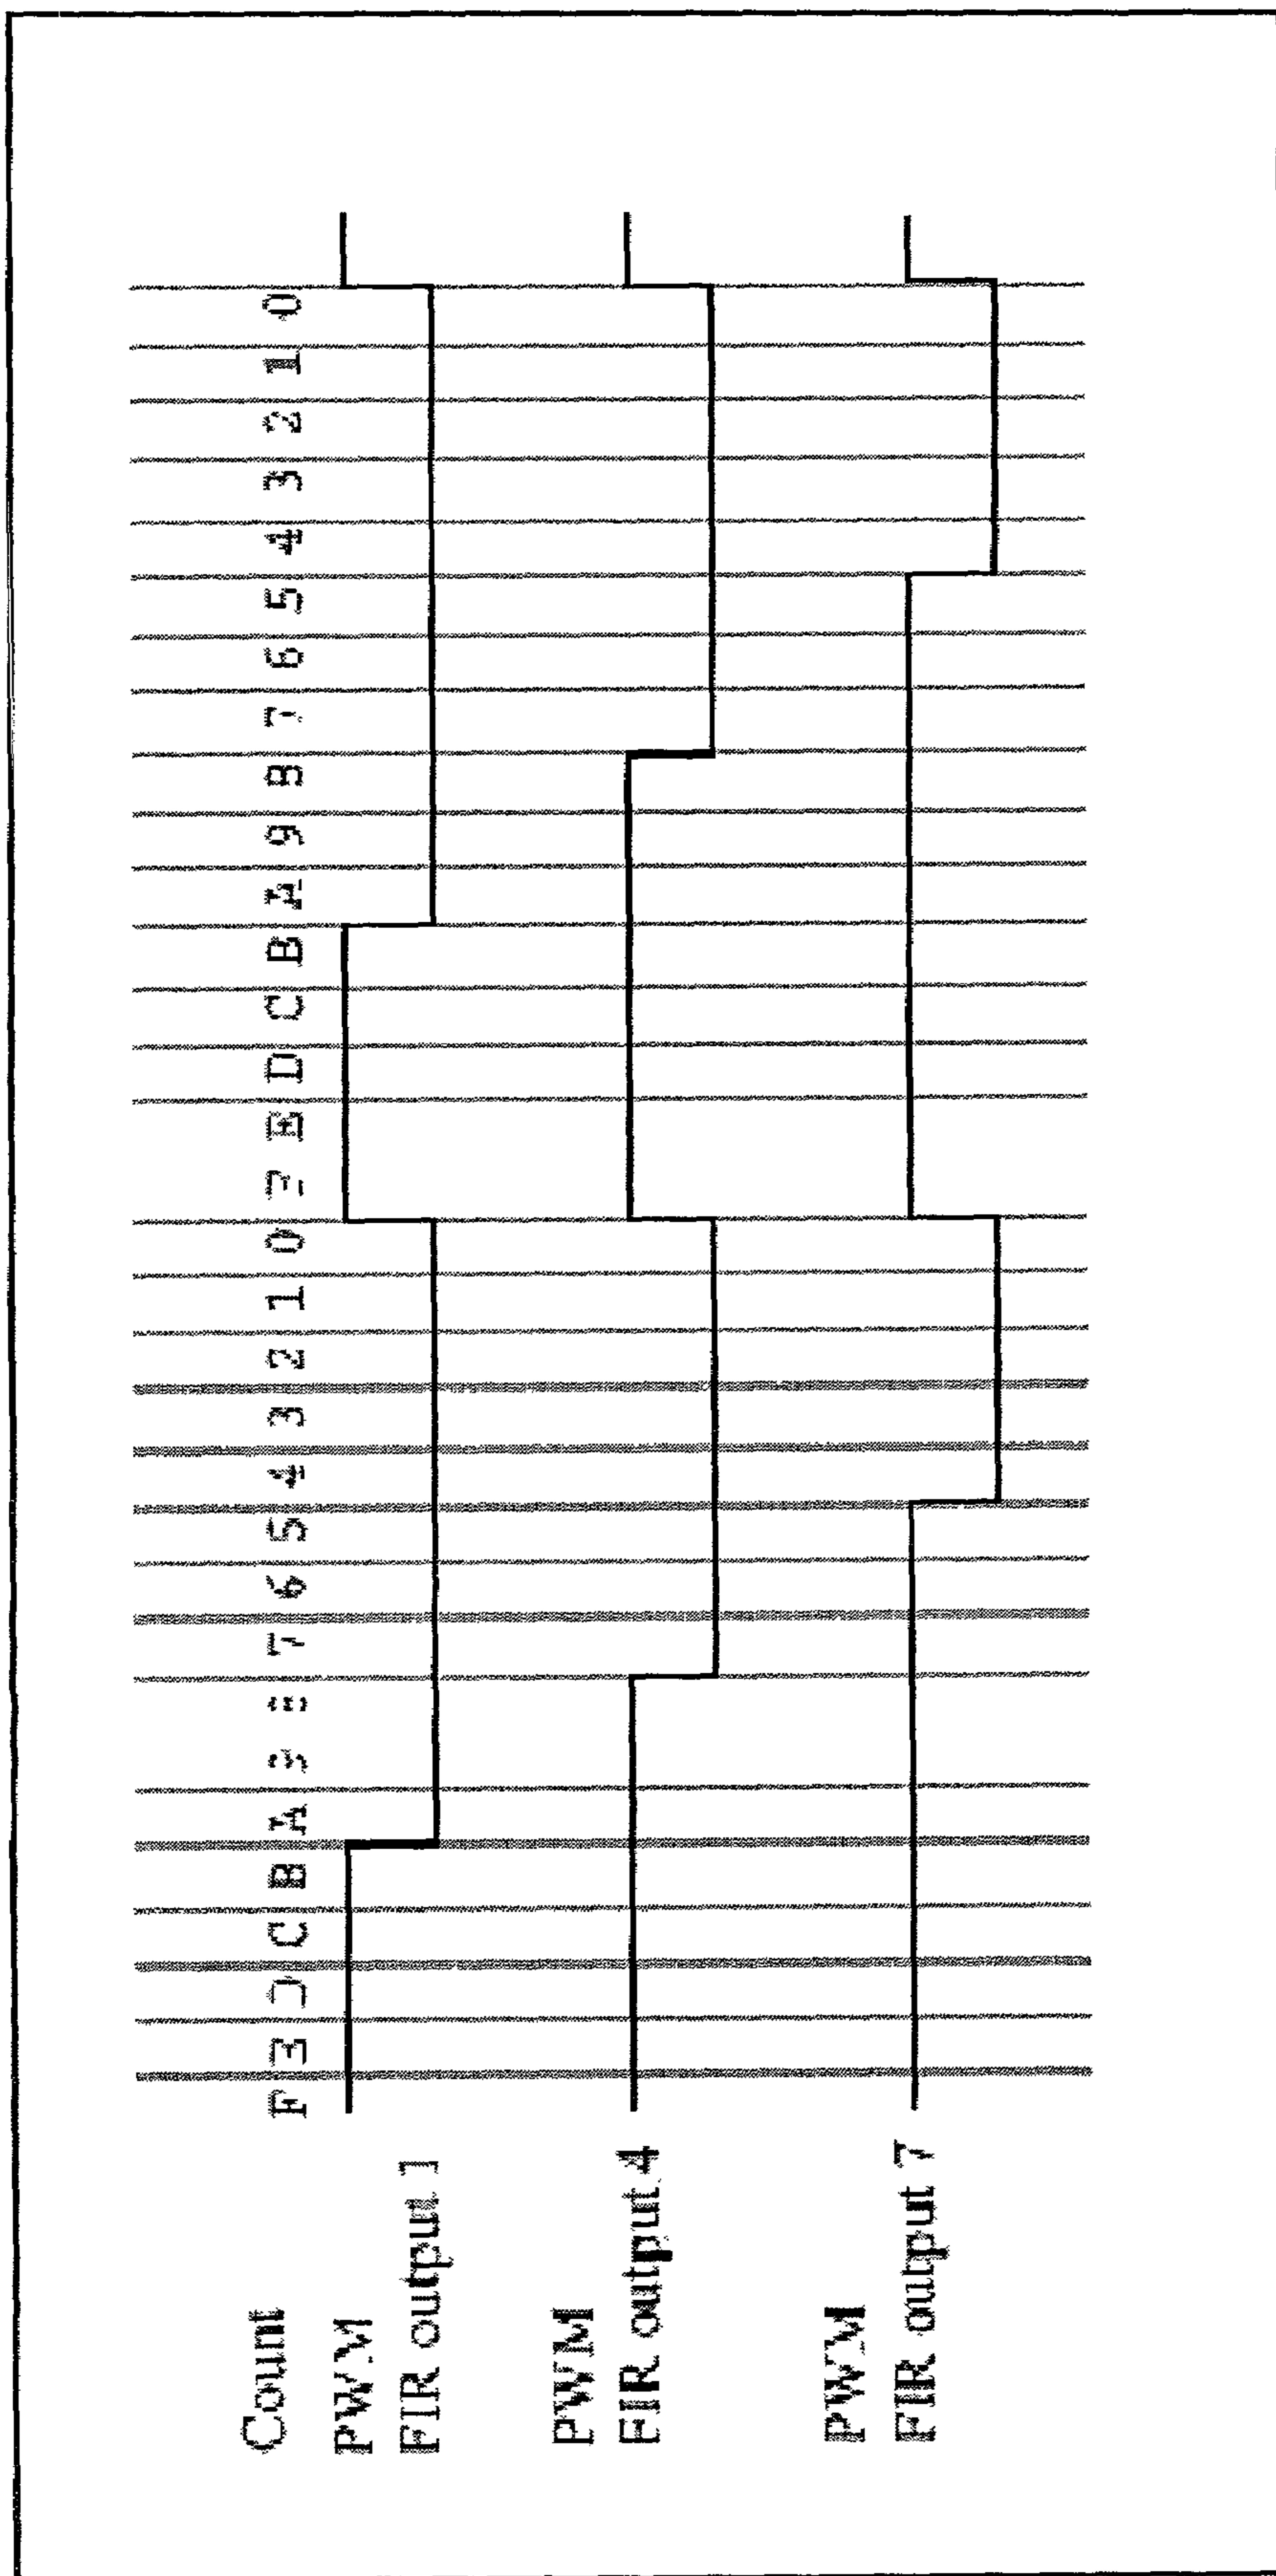 Count F E D C B A 9 8 7 6 5 4 3 2 1 0 F E D C B A 9 8 7 6 5 4 3 2 1 0
PWM
FIR output 1
PWM
FIR output 4
PWM
FIR output 7